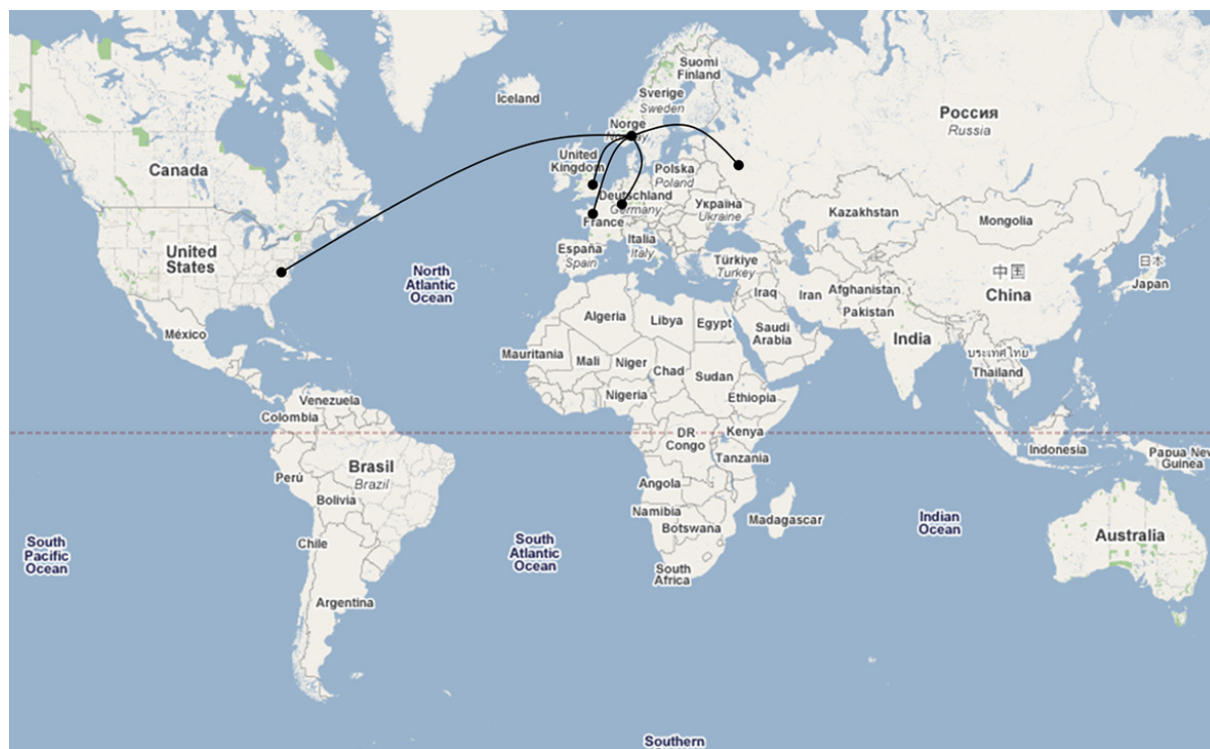 Suomi
Finland
Iceland
Sverige
Sweden
Россия
Russia
Norge
Canada
United
Kingdom
Polska
Poland
Deutschland
Germany
Україна
Ukraine
Kazakhstan
Mongolia
France
United
States
España
Spain
Italia
Italy
Türkiye
Turkey
North
Atlantic
Ocean
中国
China
日本
Japan
Iraq
Iran
Afghanistan
Pakistan
México
Algeria
Libya
Egypt
Saudi
Arabia
India
ประเทศไทย
Thailand
Mauritania
Mali
Niger
Chad
Sudan
Nigeria
Ethiopia
Venezuela
Colombia
DR
Congo
Kenya
Tanzania
Indonesia
Papua New
Guinea
Brasil
Brazil
Perú
Bolivia
Angola
Namibia
Botswana
Madagascar
Indian
Ocean
Australia
South
Pacific
Ocean
Chile
South
Atlantic
Ocean
South
Africa
Argentina
Southern